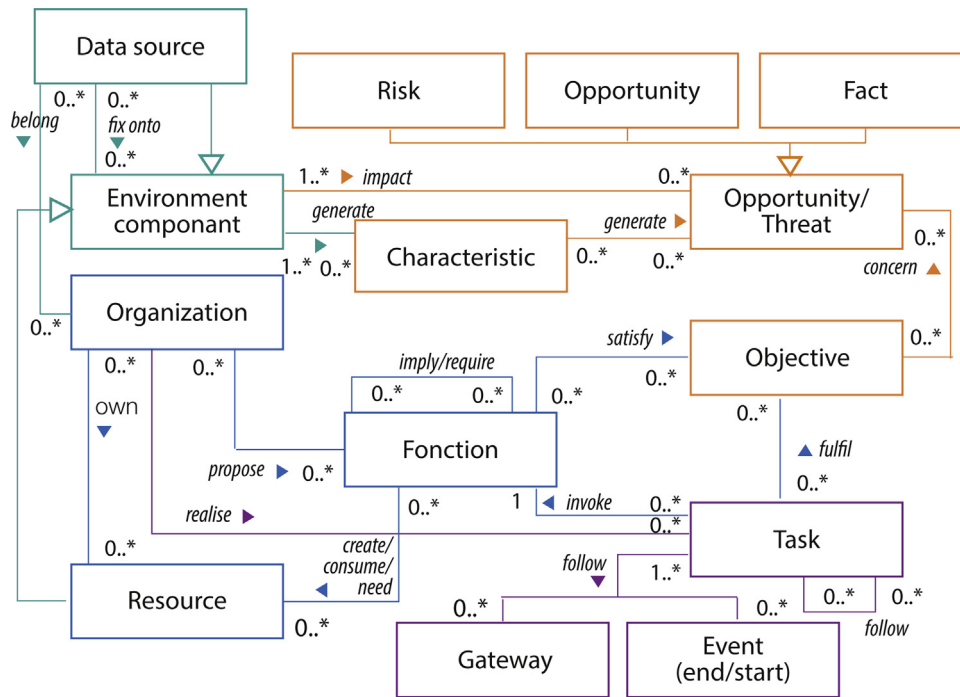 Data source
Risk
Opportunity
Fact
0..*
0..*
belong
fix onto
0..*
Environment
componant
1..*
impact
0..*
Opportunity/
Threat
generate
generate
1..*
0..*
Characteristic
0..*
0..*
0..*
concern
Organization
0..*
0..*
0..*
imply/require
satisfy
Objective
0..*
own
0..*
0..*
0..*
0..*
0..*
Fonction
propose
0..*
fulfil
0..*
0..*
1
invoke
0..*
realise
0..*
Task
0..*
create/
consume/
need
follow
1..*
Resource
0..*
0..*
0..*
0..*
0..*
follow
Gateway
Event
(end/start)